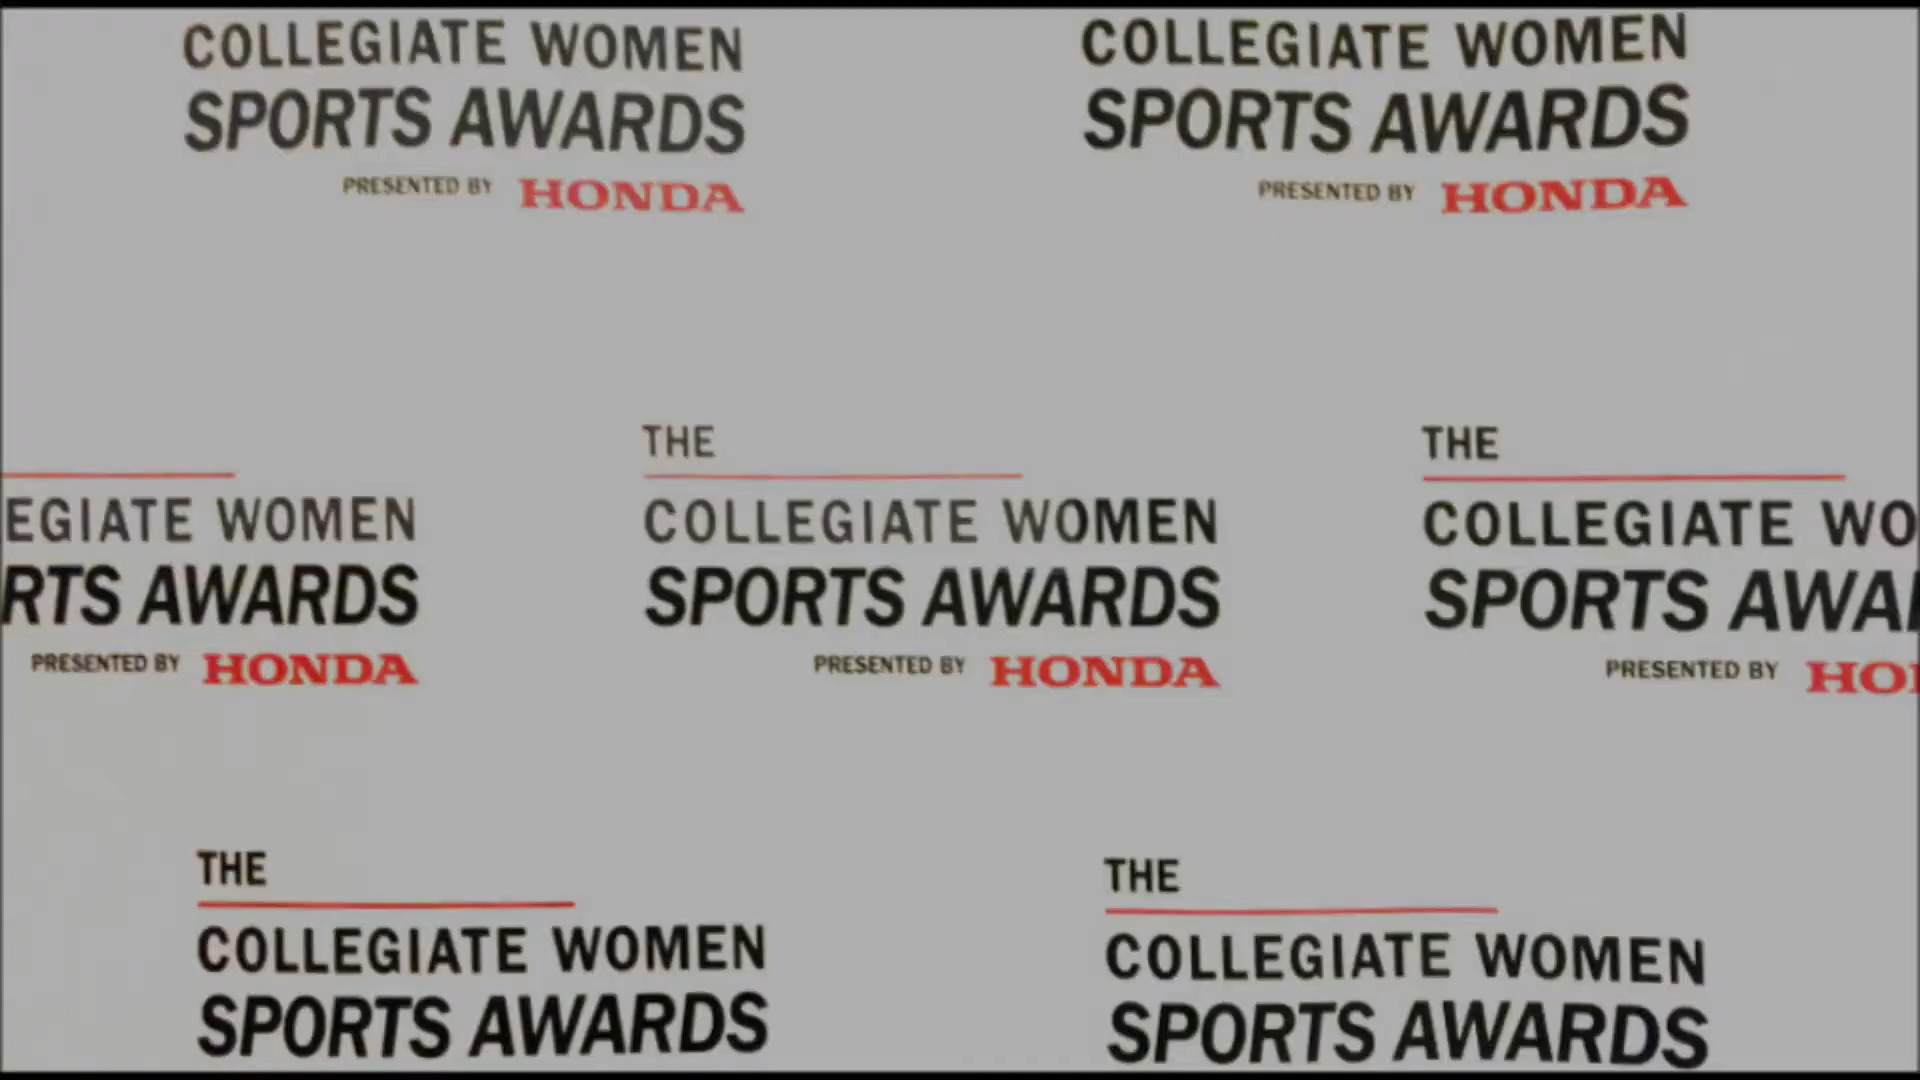 COLLEGIATE WOMEN
SPORTS AWARDS
PRESENTED BY HONDA
COLLEGIATE WOMEN
SPORTS AWARDS
PRESENTED BY HONDA
EGIATE WOMEN
RTS AWARDS
PRESENTED BY HONDA
THE
COLLEGIATE WOMEN
SPORTS AWARDS
PRESENTED BY HONDA
THE
COLLEGIATE WO
SPORTS AWA
PRESENTED BY HO
THE
COLLEGIATE WOMEN
SPORTS AWARDS
THE
COLLEGIATE WOMEN
SPORTS AWARDS